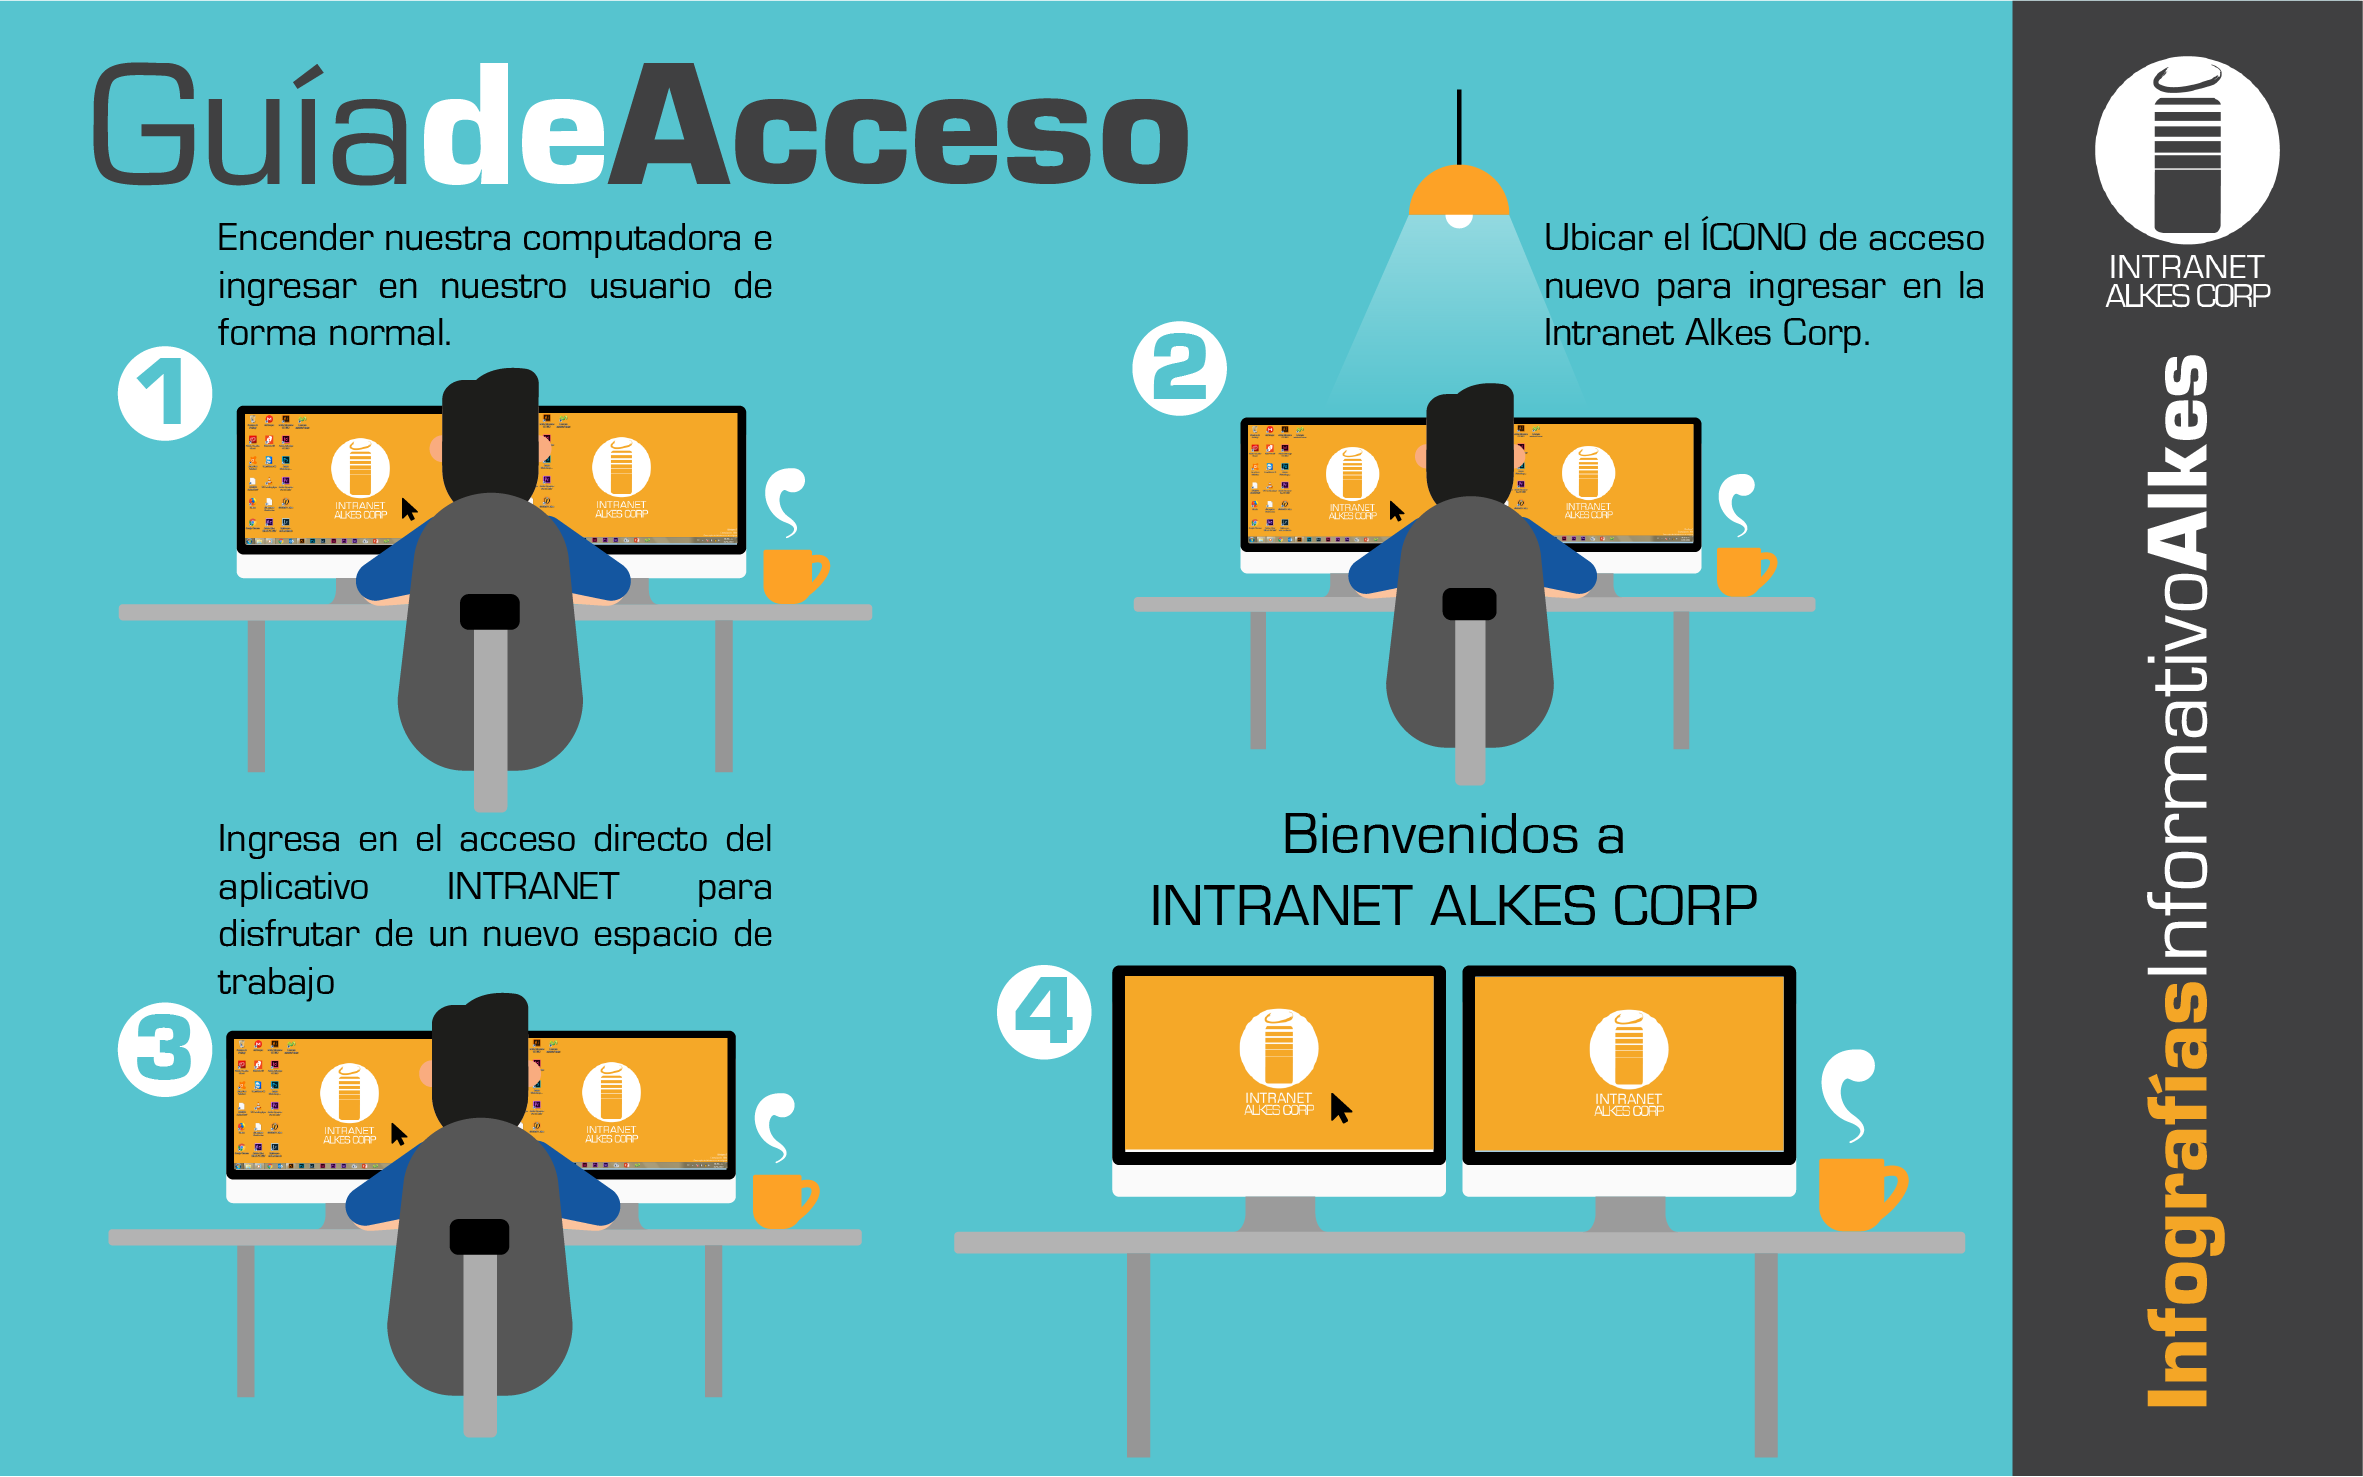 GuíadeAcceso
Encender nuestra computadora e
ingresar en nuestro usuario de
forma normal.
1
INTRANET
ALKES CORP
INTRANET
ALKES CORP
Ubicar el ÍCONO de acceso
nuevo para ingresar en la
Intranet Alkes Corp.
2
INTRANET
ALKES CORP
INTRANET
ALKES CORP
Ingresa en el acceso directo del
aplicativo INTRANET para
disfrutar de un nuevo espacio de
trabajo
3
INTRANET
ALKES CORP
INTRANET
ALKES CORP
Bienvenidos a
INTRANET ALKES CORP
4
INTRANET
ALKES CORP
INTRANET
ALKES CORP
INTRANET
ALKES CORP
InfografíasInformativoAlkes